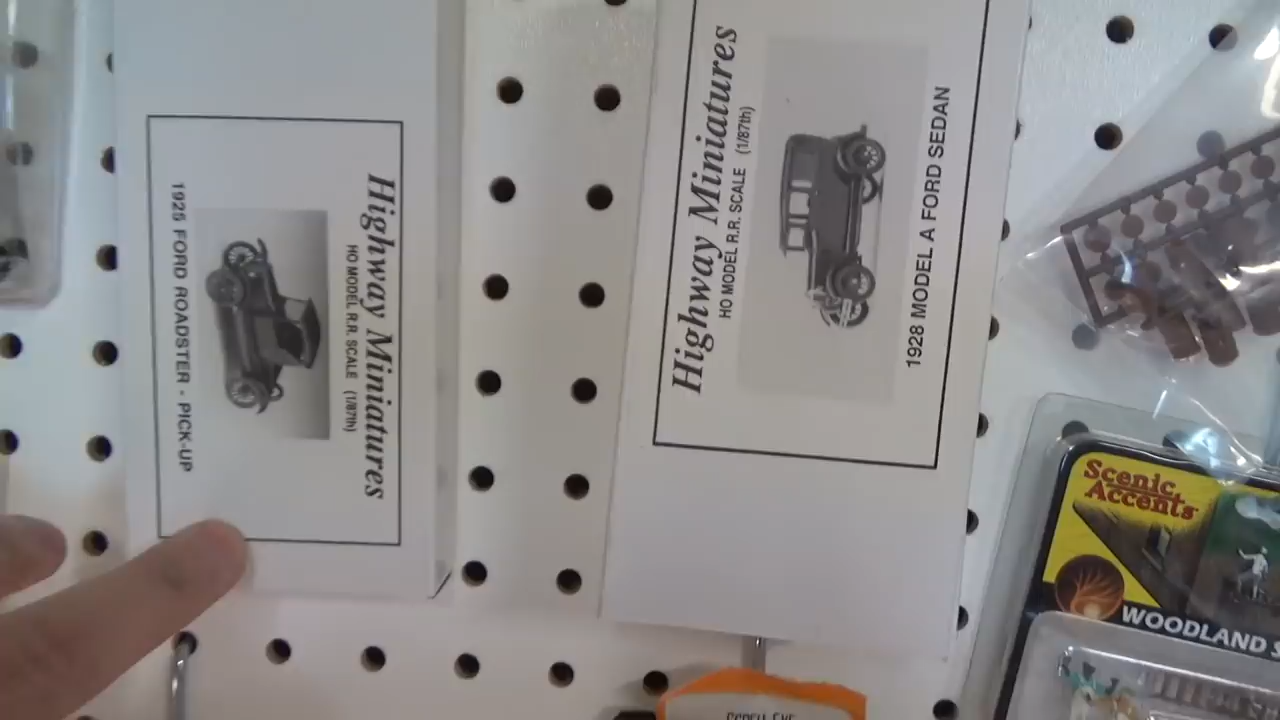 Highway Miniatures
HO MODEL R.R. SCALE (1/87th)
1925 FORD ROADSTER - PICK-UP
Highway Miniatures
HO MODEL R.R. SCALE (1/87th)
1928 MODEL A FORD SEDAN
Scenic
Accents
WOODLAND S